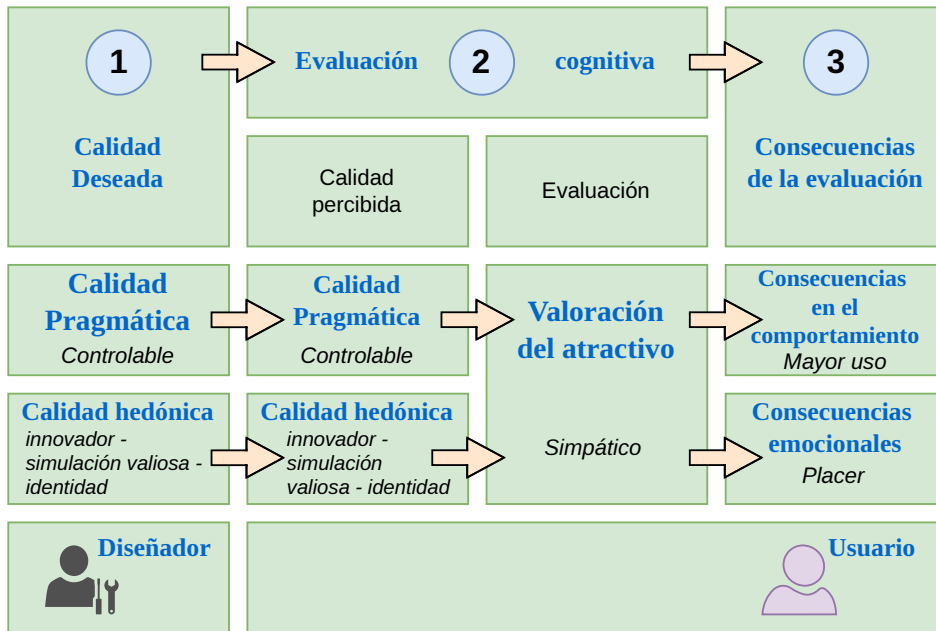 1
Evaluación
2
cognitiva
3
Calidad
Deseada
Calidad
percibida
Evaluación
Consecuencias
de la evaluación
Calidad
Pragmática
Controlable
Calidad
Pragmática
Controlable
Valoración
del atractivo
Simpático
Consecuencias
en el
comportamiento
Mayor uso
Calidad hedónica
innovador -
simulación valiosa -
identidad
Calidad hedónica
innovador -
simulación
valiosa - identidad
Consecuencias
emocionales
Placer
Diseñador
Usuario